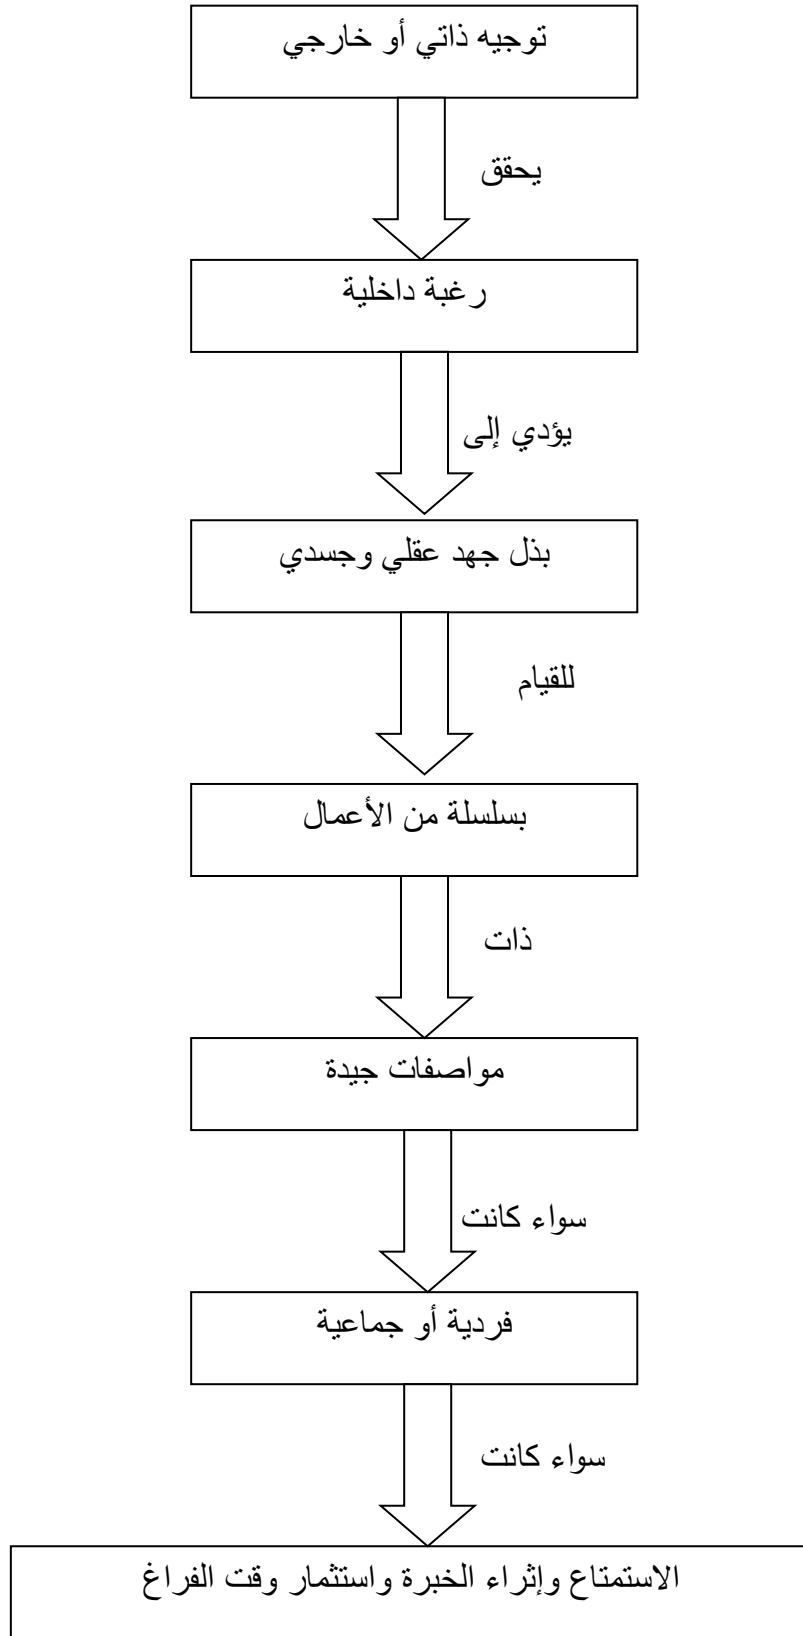 توجيه ذاتي أو خارجي
يحقق
رغبة داخلية
يؤدي إلى
بذل جهد عقلي وجسدي
للقيام
بسلسلة من الأعمال
ذات
مواصفات جيدة
سواء كانت
فردية أو جماعية
سواء كانت
الاستمتاع وإثراء الخبرة واستثمار وقت الفراغ